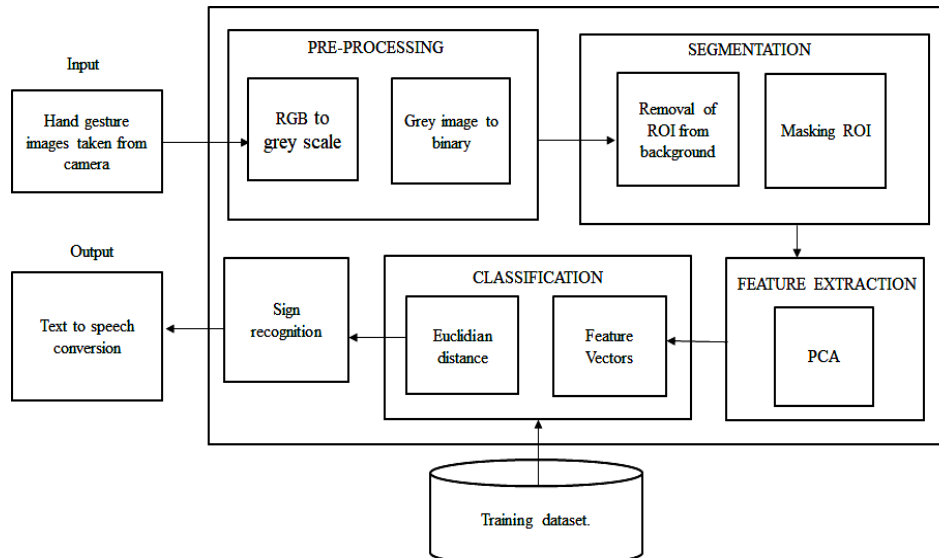 Input
Hand gesture
images taken from
camera
PRE-PROCESSING
RGB to
grey scale
Grey image to
binary
SEGMENTATION
Removal of
ROI from
background
Masking ROI
FEATURE EXTRACTION
PCA
CLASSIFICATION
Feature
Vectors
Euclidian
distance
Sign
recognition
Output
Text to speech
conversion
Training dataset.